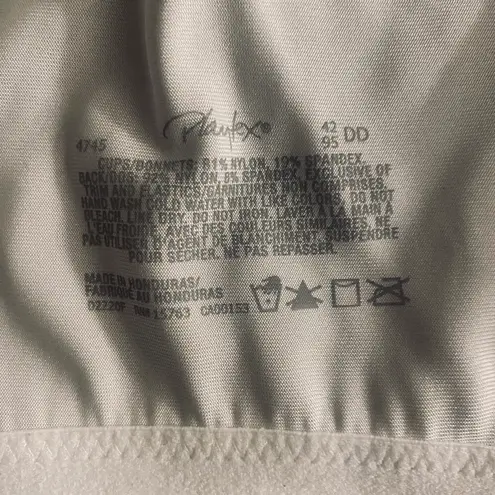 Playtex®
42
95 DD
4745
CUPS/BONNETS: 81% NYLON, 19% SPANDEX.
BACK/DOS: 92% NYLON, 8% SPANDEX, EXCLUSIVE OF
TRIM AND ELASTICS/GARNITURES NON COMPRISES.
HAND WASH COLD WATER WITH LIKE COLORS, DO NOT
BLEACH, LINE DRY, DO NOT IRON. LAVER À LA MAIN À
L'EAU FROIDE, AVEC DES COULEURS SIMILAIRES, NE
PAS UTILISER D'AGENT DE BLANCHIMENT, SUSPENDRE
POUR SÉCHER. NE PAS REPASSER.
MADE IN HONDURAS/
FABRIQUÉ AU HONDURAS
D2220F RN# 15763 CA00153